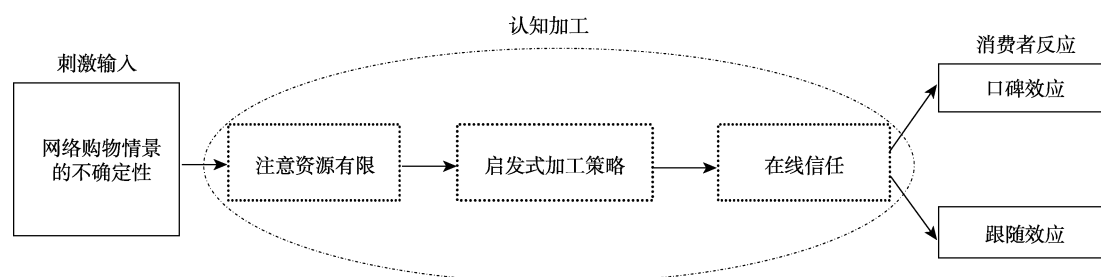 认知加工
消费者反应
刺激输入
口碑效应
网络购物情景
的不确定性
注意资源有限
启发式加工策略
在线信任
跟随效应